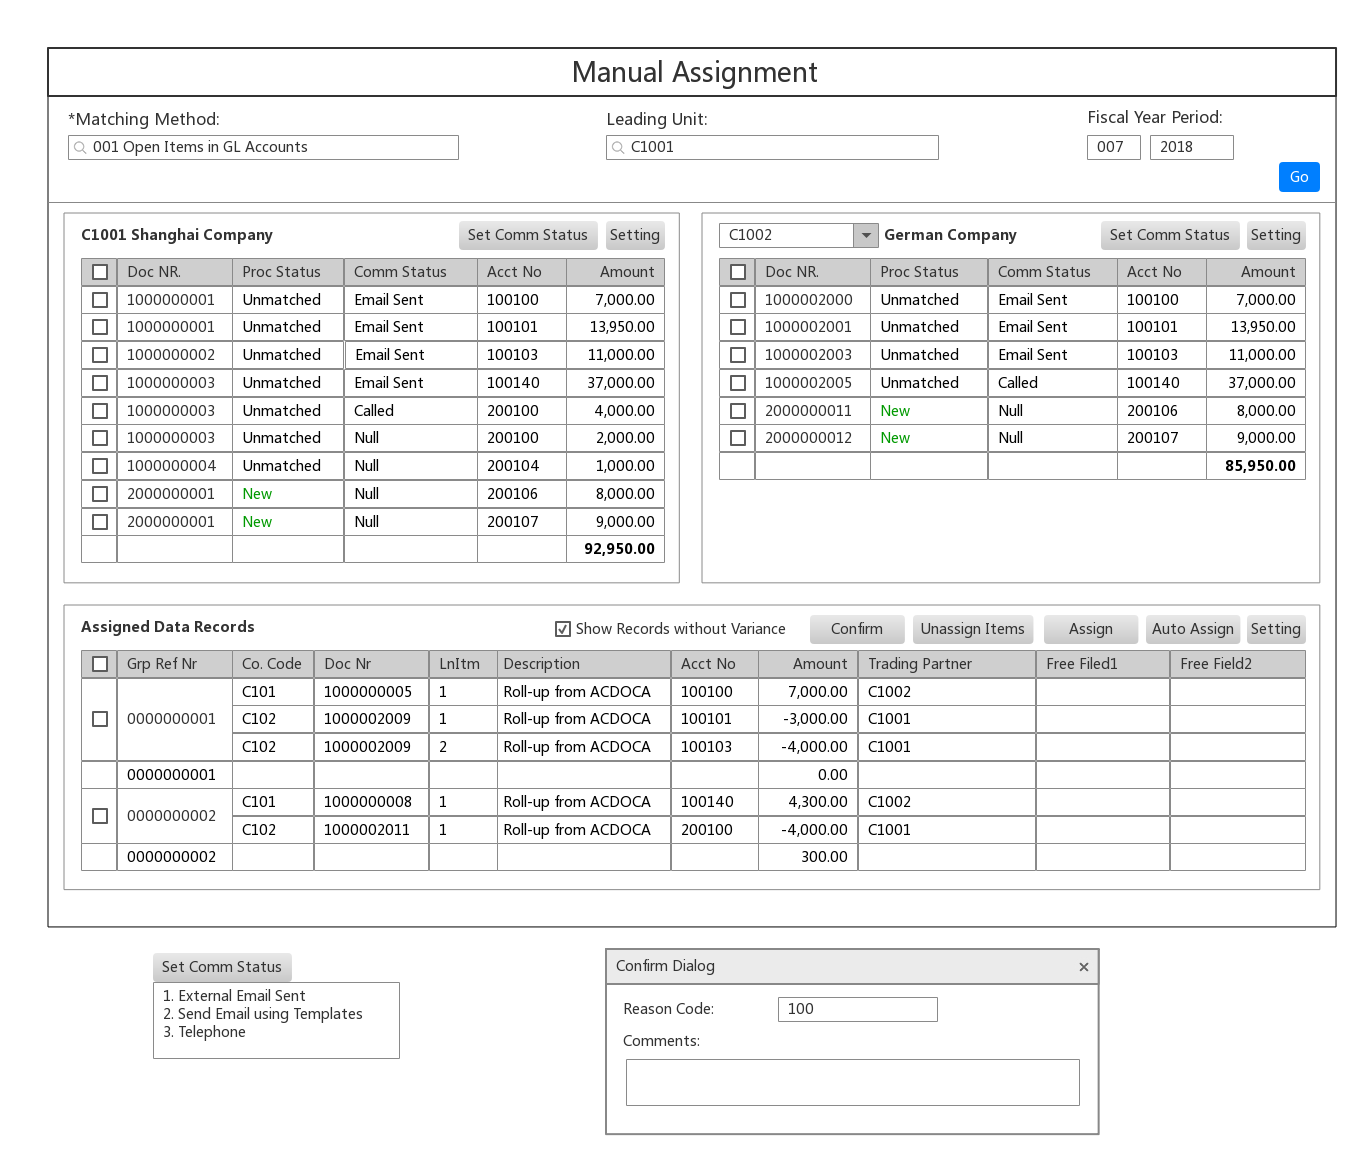 Manual Assignment
*Matching Method:
001 Open Items in GL Accounts
Leading Unit:
C1001
Fiscal Year Period:
007 2018
Go
C1001 Shanghai Company Set Comm Status Setting
Doc NR. Proc Status Comm Status Acct No Amount
1000000001 Unmatched Email Sent 100100 7,000.00
1000000001 Unmatched Email Sent 100101 13,950.00
1000000002 Unmatched Email Sent 100103 11,000.00
1000000003 Unmatched Email Sent 100140 37,000.00
1000000003 Unmatched Called 200100 4,000.00
1000000003 Unmatched Null 200100 2,000.00
1000000004 Unmatched Null 200104 1,000.00
2000000001 New Null 200106 8,000.00
2000000001 New Null 200107 9,000.00
92,950.00
C1002 German Company Set Comm Status Setting
Doc NR. Proc Status Comm Status Acct No Amount
1000002000 Unmatched Email Sent 100100 7,000.00
1000002001 Unmatched Email Sent 100101 13,950.00
1000002003 Unmatched Email Sent 100103 11,000.00
1000002005 Unmatched Called 100140 37,000.00
2000000011 New Null 200106 8,000.00
2000000012 New Null 200107 9,000.00
85,950.00
Assigned Data Records Show Records without Variance Confirm Unassign Items Assign Auto Assign Setting
Grp Ref Nr Co. Code Doc Nr LnItm Description Acct No Amount Trading Partner Free Filed1 Free Field2
C101 1000000005 1 Roll-up from ACDOCA 100100 7,000.00 C1002
0000000001 C102 1000002009 1 Roll-up from ACDOCA 100101 -3,000.00 C1001
C102 1000002009 2 Roll-up from ACDOCA 100103 -4,000.00 C1001
0000000001 0.00
0000000002 C101 1000000008 1 Roll-up from ACDOCA 100140 4,300.00 C1002
C102 1000002011 1 Roll-up from ACDOCA 200100 -4,000.00 C1001
0000000002 300.00
Set Comm Status
1. External Email Sent
2. Send Email using Templates
3. Telephone
Confirm Dialog
Reason Code: 100
Comments: